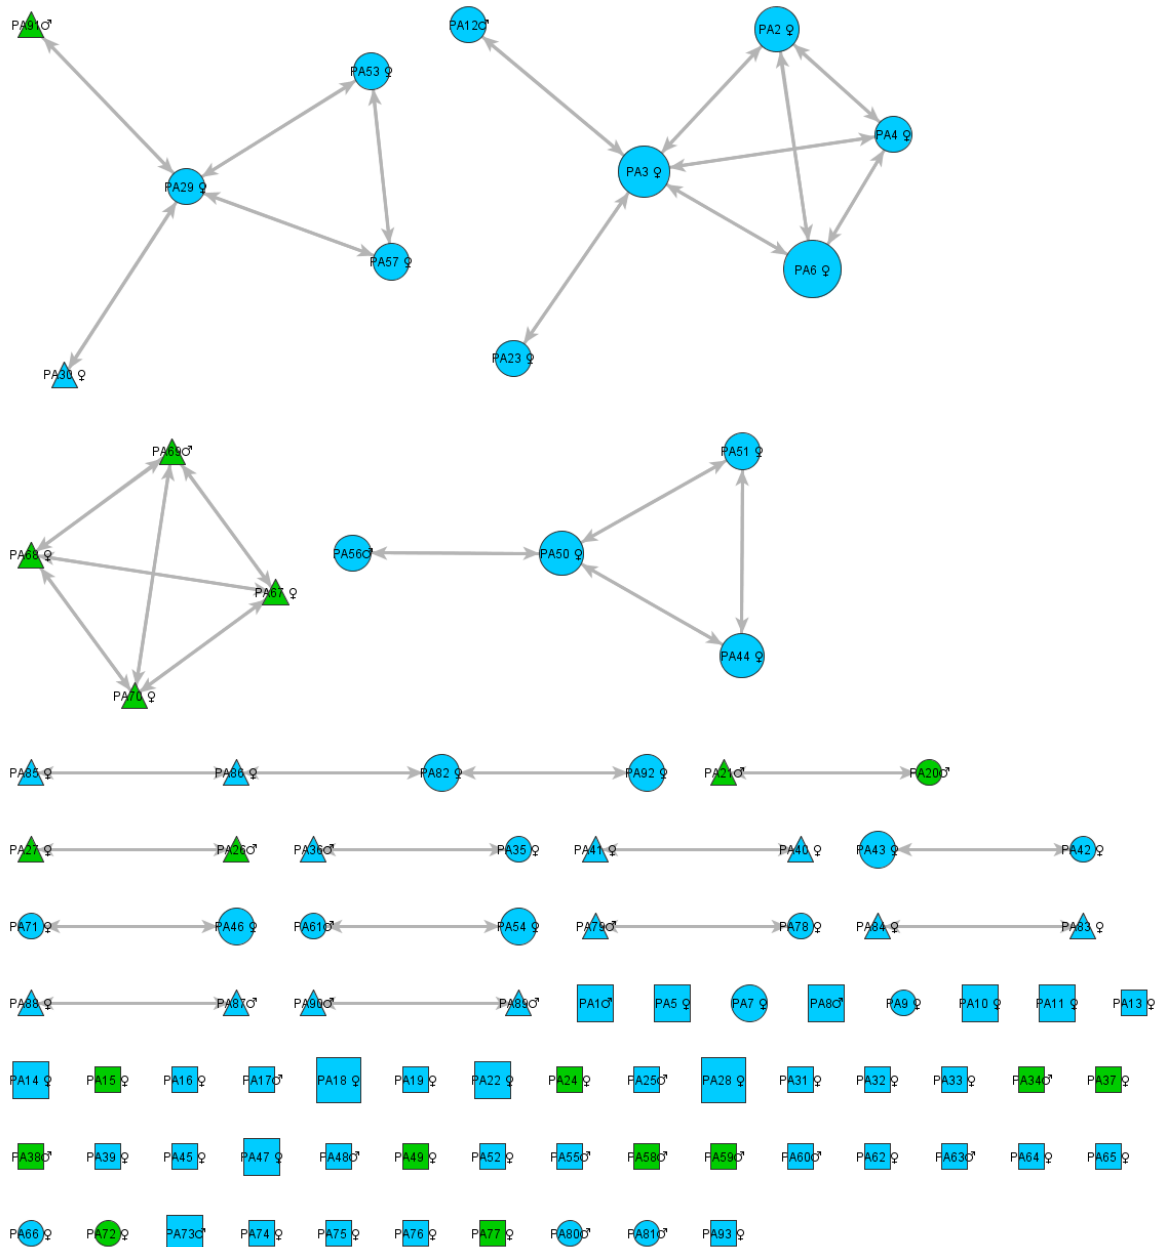 PA91♂
PA12♂
PA2 ♀
PA53 ♀
PA4 ♀
PA3 ♀
PA29 ♀
PA57 ♀
PA6 ♀
PA23 ♀
PA30 ♀
PA69♂
PA51 ♀
PA68 ♀
PA56♂ PA50 ♀
PA67 ♀
PA44 ♀
PA70 ♀
PA85 ♀ PA86 ♀ PA82 ♀ PA92 ♀ PA21♂ PA20♂
PA27 ♀ PA26♂ PA36♂ PA35 ♀ PA41 ♀ PA40 ♀ PA43 ♀ PA42 ♀
PA71 ♀ PA46 ♀ PA61♂ PA54 ♀ PA79♂ PA78 ♀ PA84 ♀ PA83 ♀
PA88 ♀ PA87♂ PA90♂ PA89♂ PA1♂ PA5 ♀ PA7 ♀ PA8♂ PA9 ♀ PA10 ♀ PA11 ♀ PA13 ♀
PA14 ♀ PA15 ♀ PA16 ♀ PA17♂ PA18 ♀ PA19 ♀ PA22 ♀ PA24 ♀ PA25♂ PA28 ♀ PA31 ♀ PA32 ♀ PA33 ♀ PA34♂ PA37 ♀
PA38♂ PA39 ♀ PA45 ♀ PA47 ♀ PA48♂ PA49 ♀ PA52 ♀ PA55♂ PA58♂ PA59♂ PA60♂ PA62 ♀ PA63♂ PA64 ♀ PA65 ♀
PA66 ♀ PA72 ♀ PA73♂ PA74 ♀ PA75 ♀ PA76 ♀ PA77 ♀ PA80♂ PA81♂ PA93 ♀